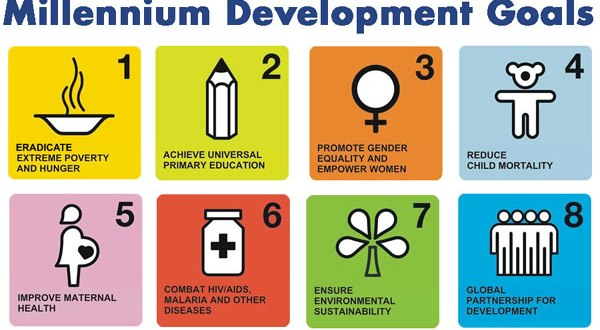 Millennium Development Goals
1
ERADICATE
EXTREME POVERTY
AND HUNGER
2
ACHIEVE UNIVERSAL
PRIMARY EDUCATION
3
PROMOTE GENDER
EQUALITY AND
EMPOWER WOMEN
4
REDUCE
CHILD MORTALITY
5
IMPROVE MATERNAL
HEALTH
6
COMBAT HIV/AIDS,
MALARIA AND OTHER
DISEASES
7
ENSURE
ENVIRONMENTAL
SUSTAINABILITY
8
GLOBAL
PARTNERSHIP FOR
DEVELOPMENT